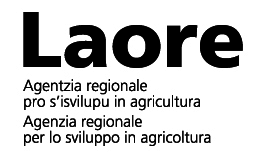 Laore
Agentzia regionale
pro s'isvilupu in agricultura
Agenzia regionale
per lo sviluppo in agricoltura